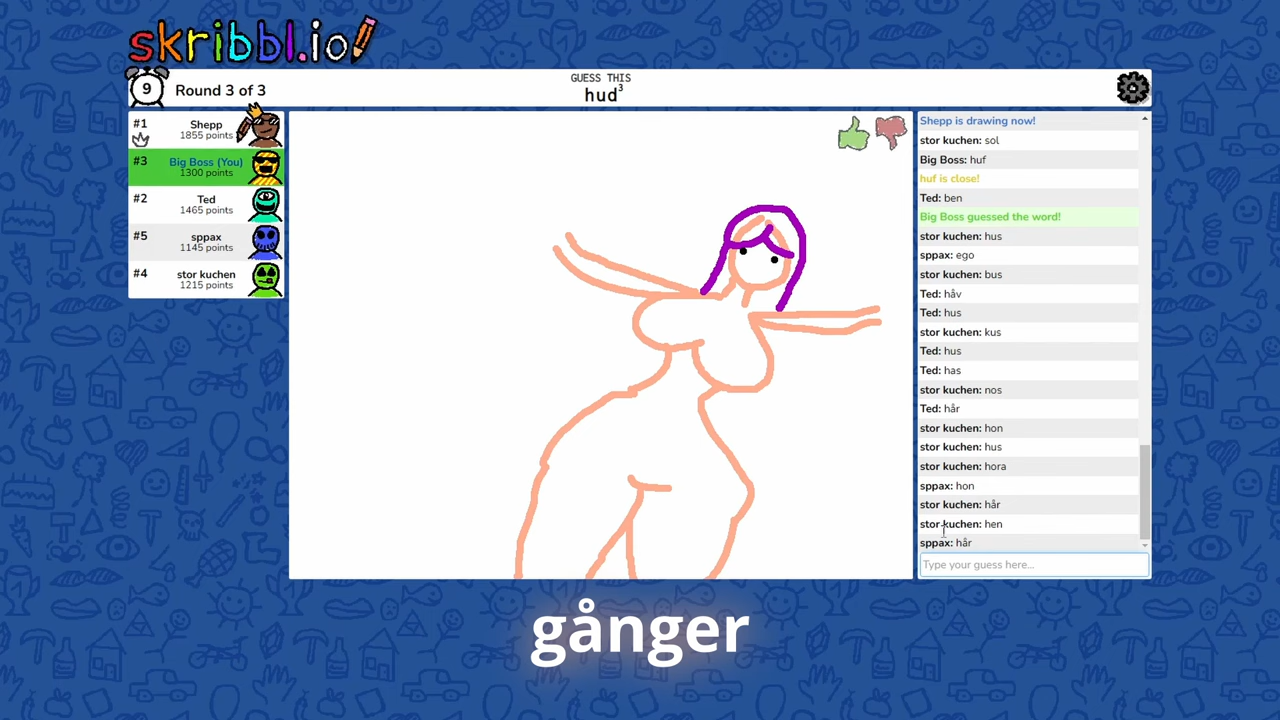 skribbl.io
9
Round 3 of 3
GUESS THIS
hud³
#1
Shepp
1855 points
#3
Big Boss (You)
1300 points
#2
Ted
1465 points
#5
sppax
1145 points
#4
stor kuchen
1215 points
Shepp is drawing now!
stor kuchen: sol
Big Boss: huf
huf is close!
Ted: ben
Big Boss guessed the word!
stor kuchen: hus
sppax: ego
stor kuchen: bus
Ted: håv
Ted: hus
stor kuchen: kus
Ted: hus
Ted: has
stor kuchen: nos
Ted: hår
stor kuchen: hon
stor kuchen: hus
stor kuchen: hora
sppax: hon
stor kuchen: hår
stor kuchen: hen
sppax: hår
Type your guess here...
gånger